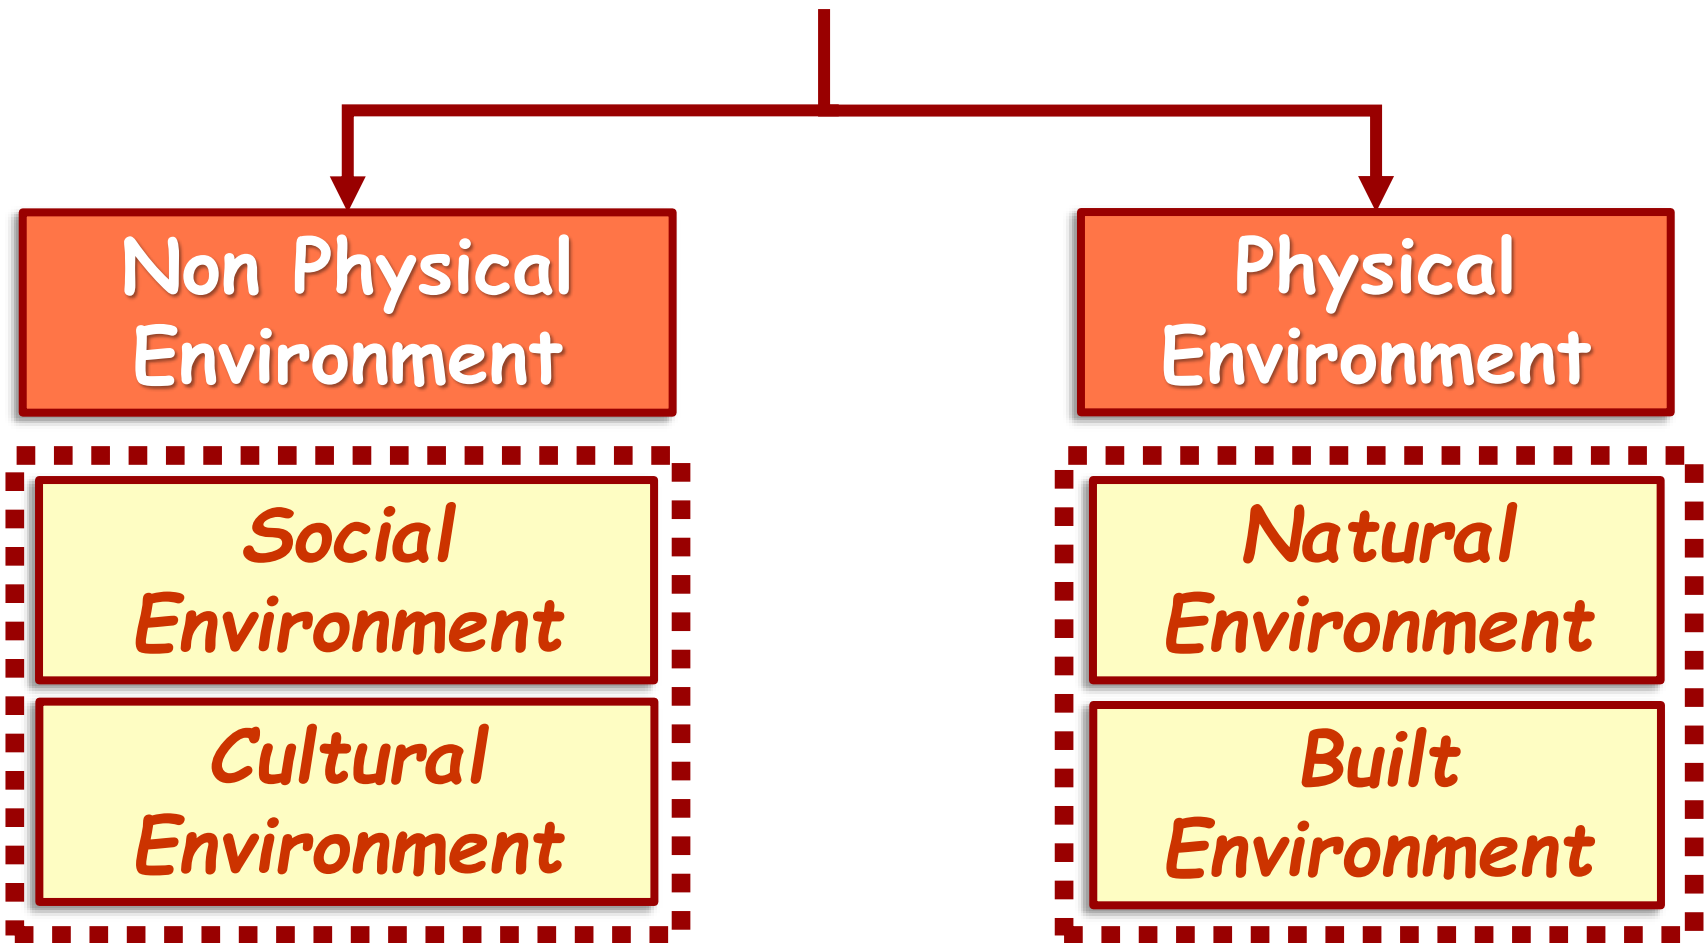 Non Physical
Environment
Social
Environment
Cultural
Environment
Physical
Environment
Natural
Environment
Built
Environment